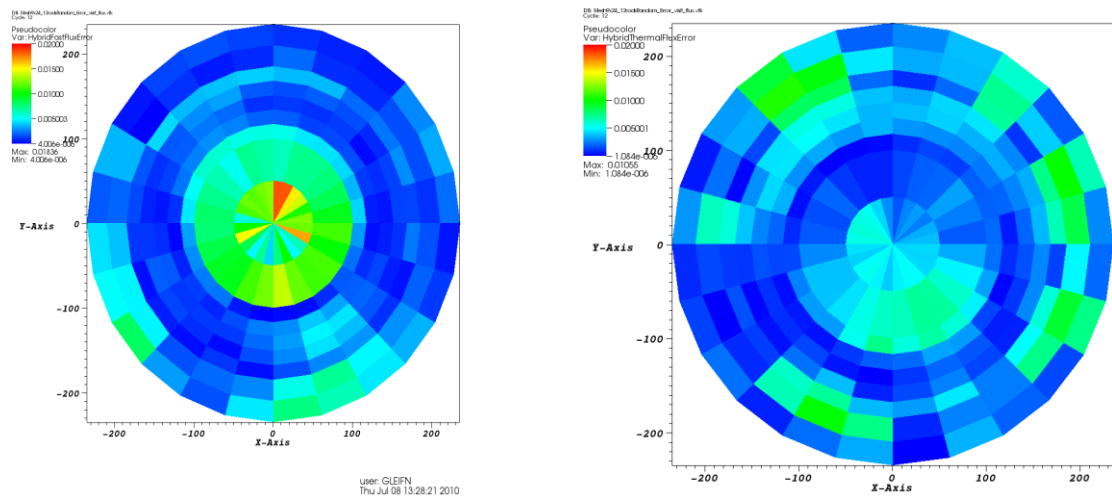 Pseudocolor
Var: HybridFastFluxError
0.02000
0.01500
0.01000
0.005003
4.006e-006
Max: 0.01836
Min: 4.006e-006
200
100
0
-100
-200
Y-Axis
-200
-100
0
100
200
X-Axis
user: GLEIFN
Thu Jul 08 13:28:21 2010
Cycle: 12
Pseudocolor
Var: HybridThermalFluxError
0.02000
0.01500
0.01000
0.005001
1.084e-006
Max: 0.01055
Min: 1.084e-006
200
100
0
-100
-200
Y-Axis
-200
-100
0
100
200
X-Axis